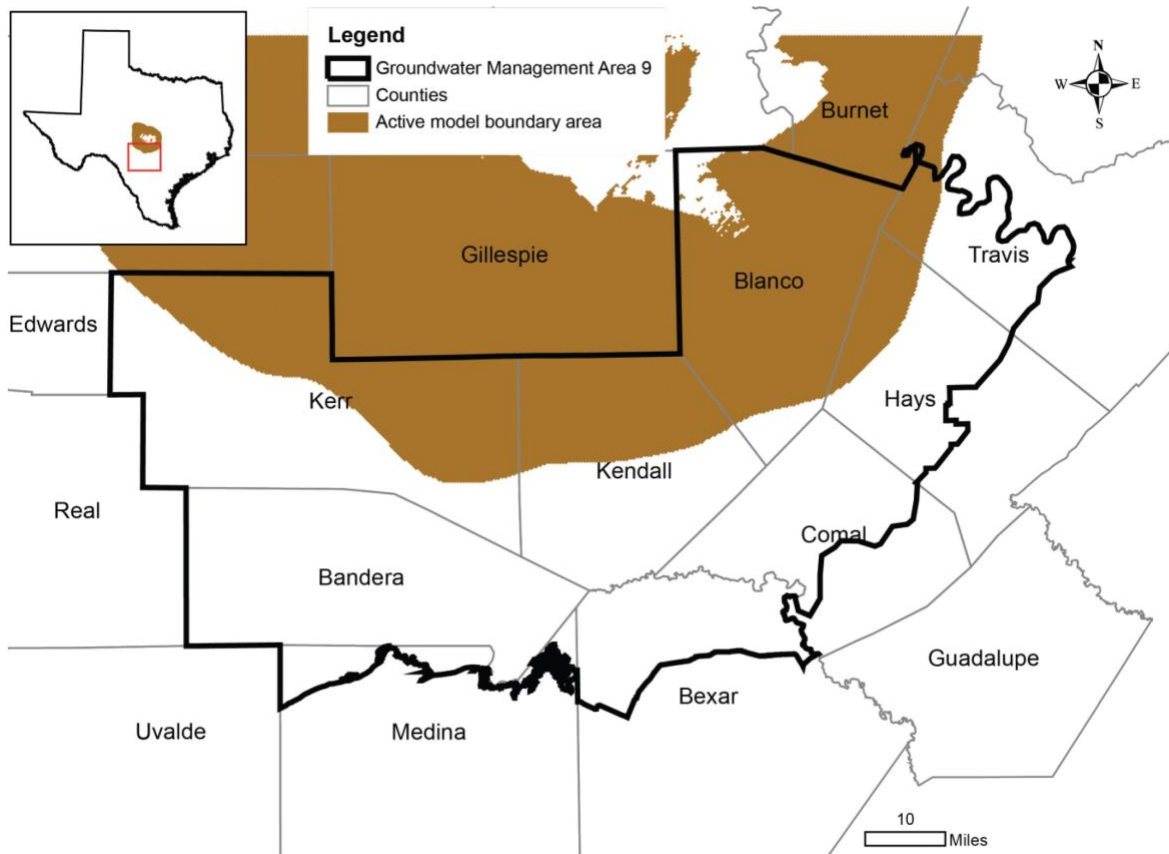 Legend
Groundwater Management Area 9
Counties
Active model boundary area
N
W E
S
Burnet
Travis
Gillespie
Blanco
Edwards
Kerr
Hays
Kendall
Real
Comal
Bandera
Guadalupe
Bexar
Uvalde
Medina
10
Miles